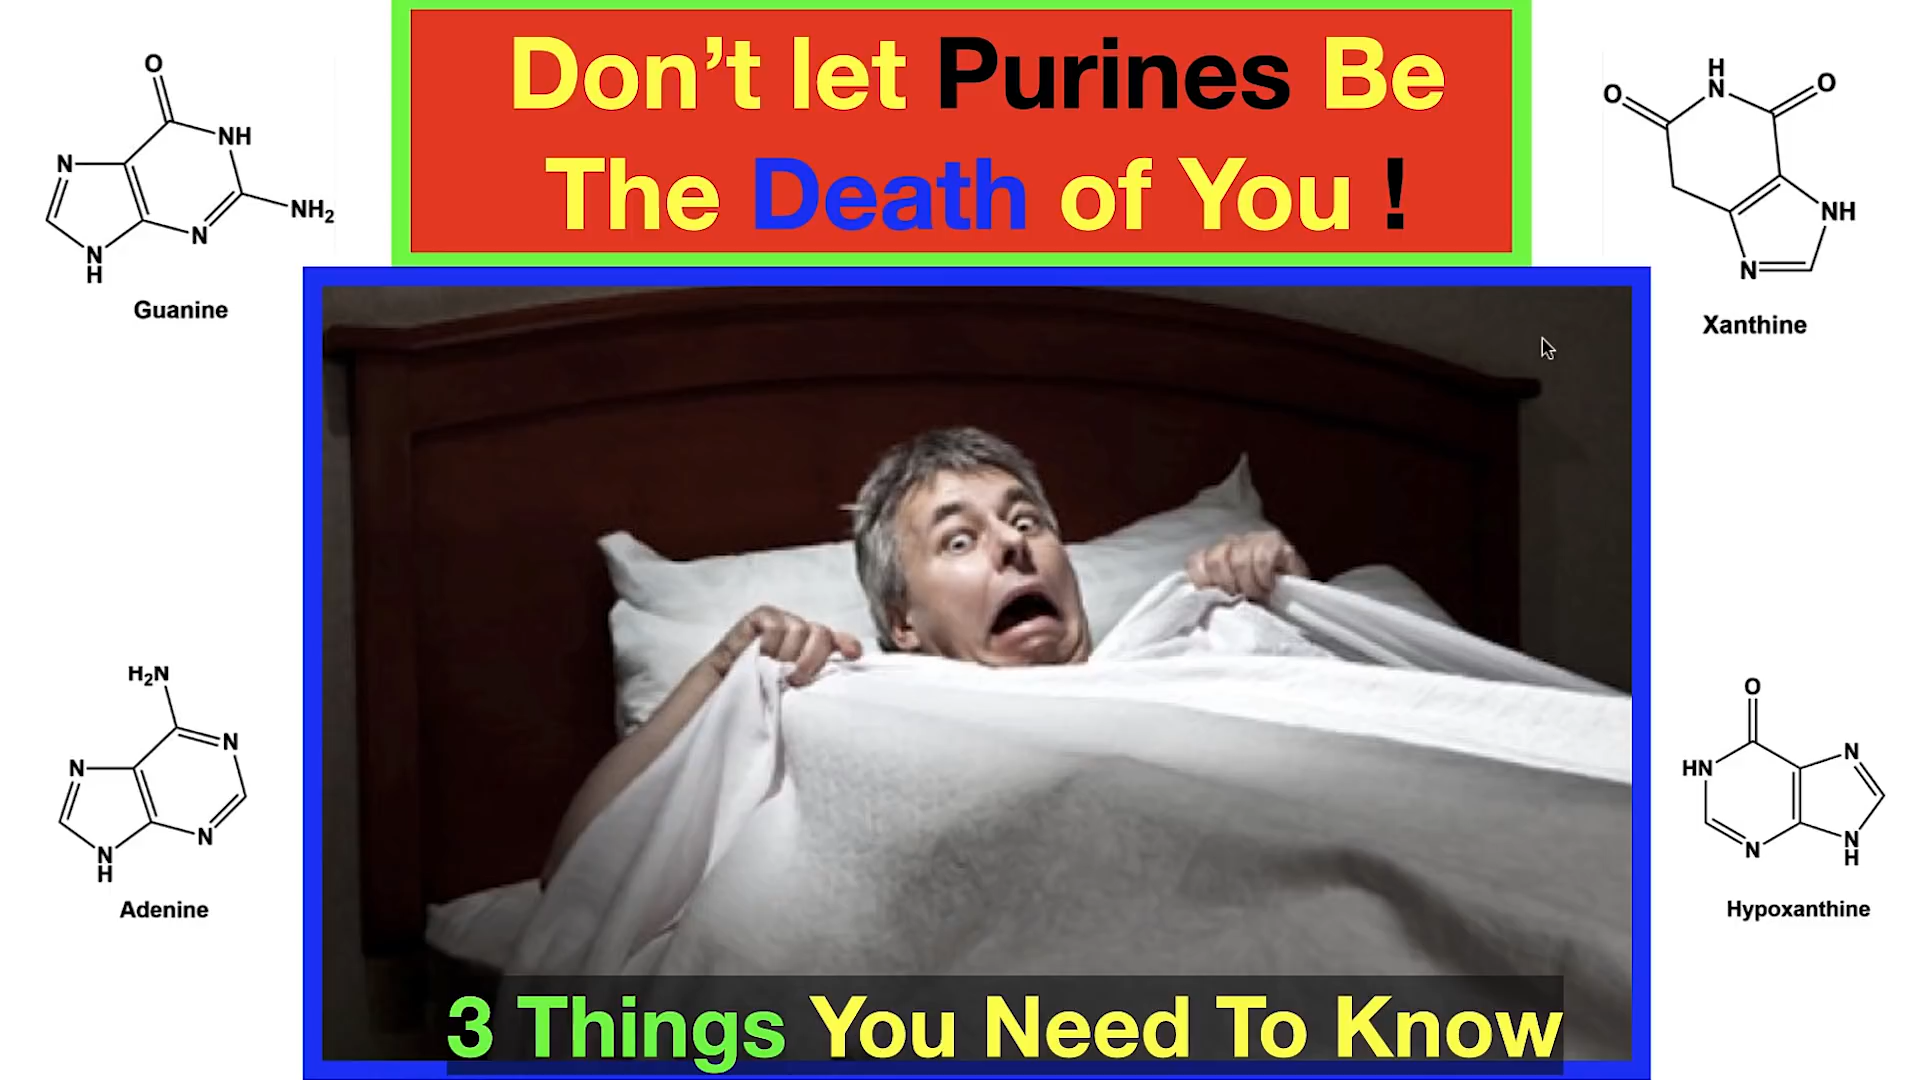 Don't let Purines Be
The Death of You !
O
NH
N
NH₂
N
N
H
Guanine
H
N
O
O
NH
N
Xanthine
H₂N
N
N
N
N
H
Adenine
O
HN
N
N
N
H
Hypoxanthine
3 Things You Need To Know